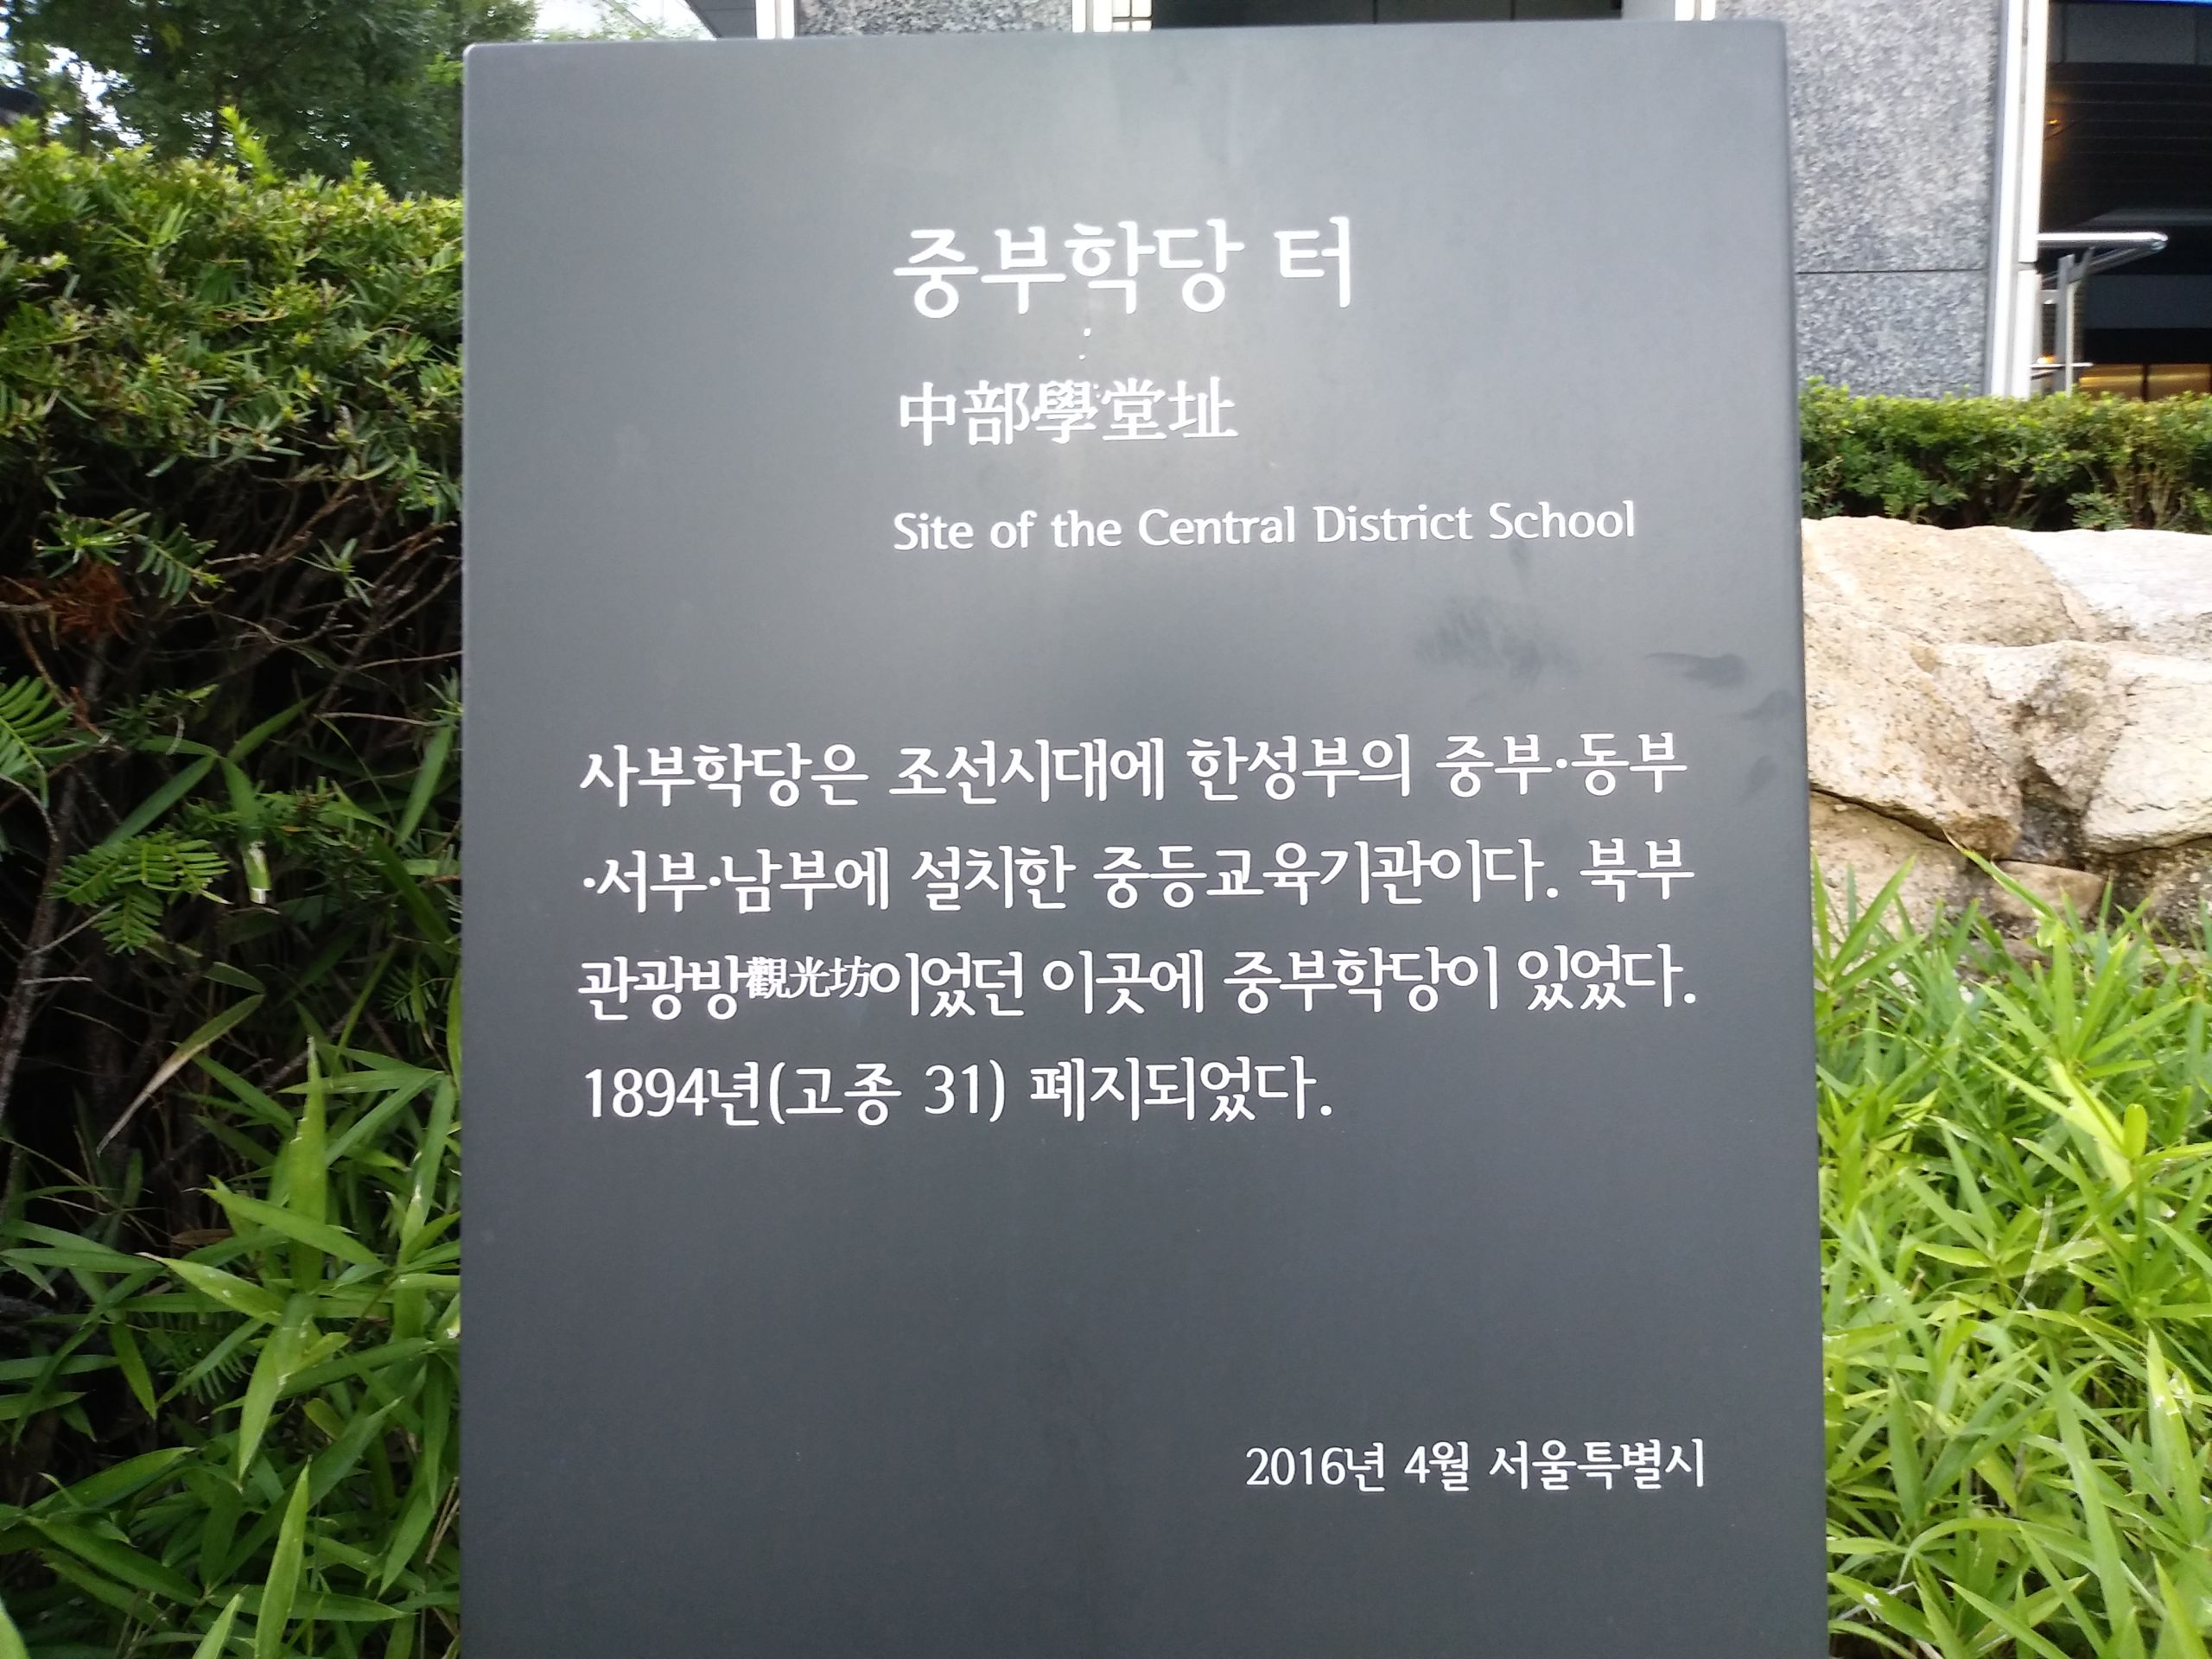 중부학당 터
中部學堂址
Site of the Central District School
사부학당은 조선시대에 한성부의 중부·동부
·서부·남부에 설치한 중등교육기관이다. 북부
관광방觀光坊이었던 이곳에 중부학당이 있었다.
1894년(고종 31) 폐지되었다.
2016년 4월 서울특별시